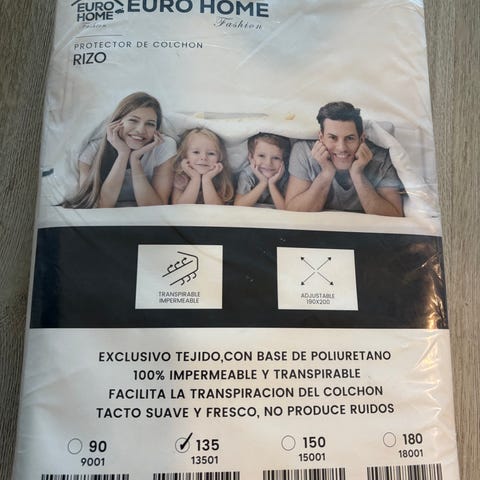 EURO HOME
Fashion
EURO HOME
Fashion
PROTECTOR DE COLCHON
RIZO
TRANSPIRABLE
IMPERMEABLE
ADJUSTABLE
190X200
EXCLUSIVO TEJIDO,CON BASE DE POLIURETANO
100% IMPERMEABLE Y TRANSPIRABLE
FACILITA LA TRANSPIRACION DEL COLCHON
TACTO SUAVE Y FRESCO, NO PRODUCE RUIDOS
90 135 150 180
9001 13501 15001 18001